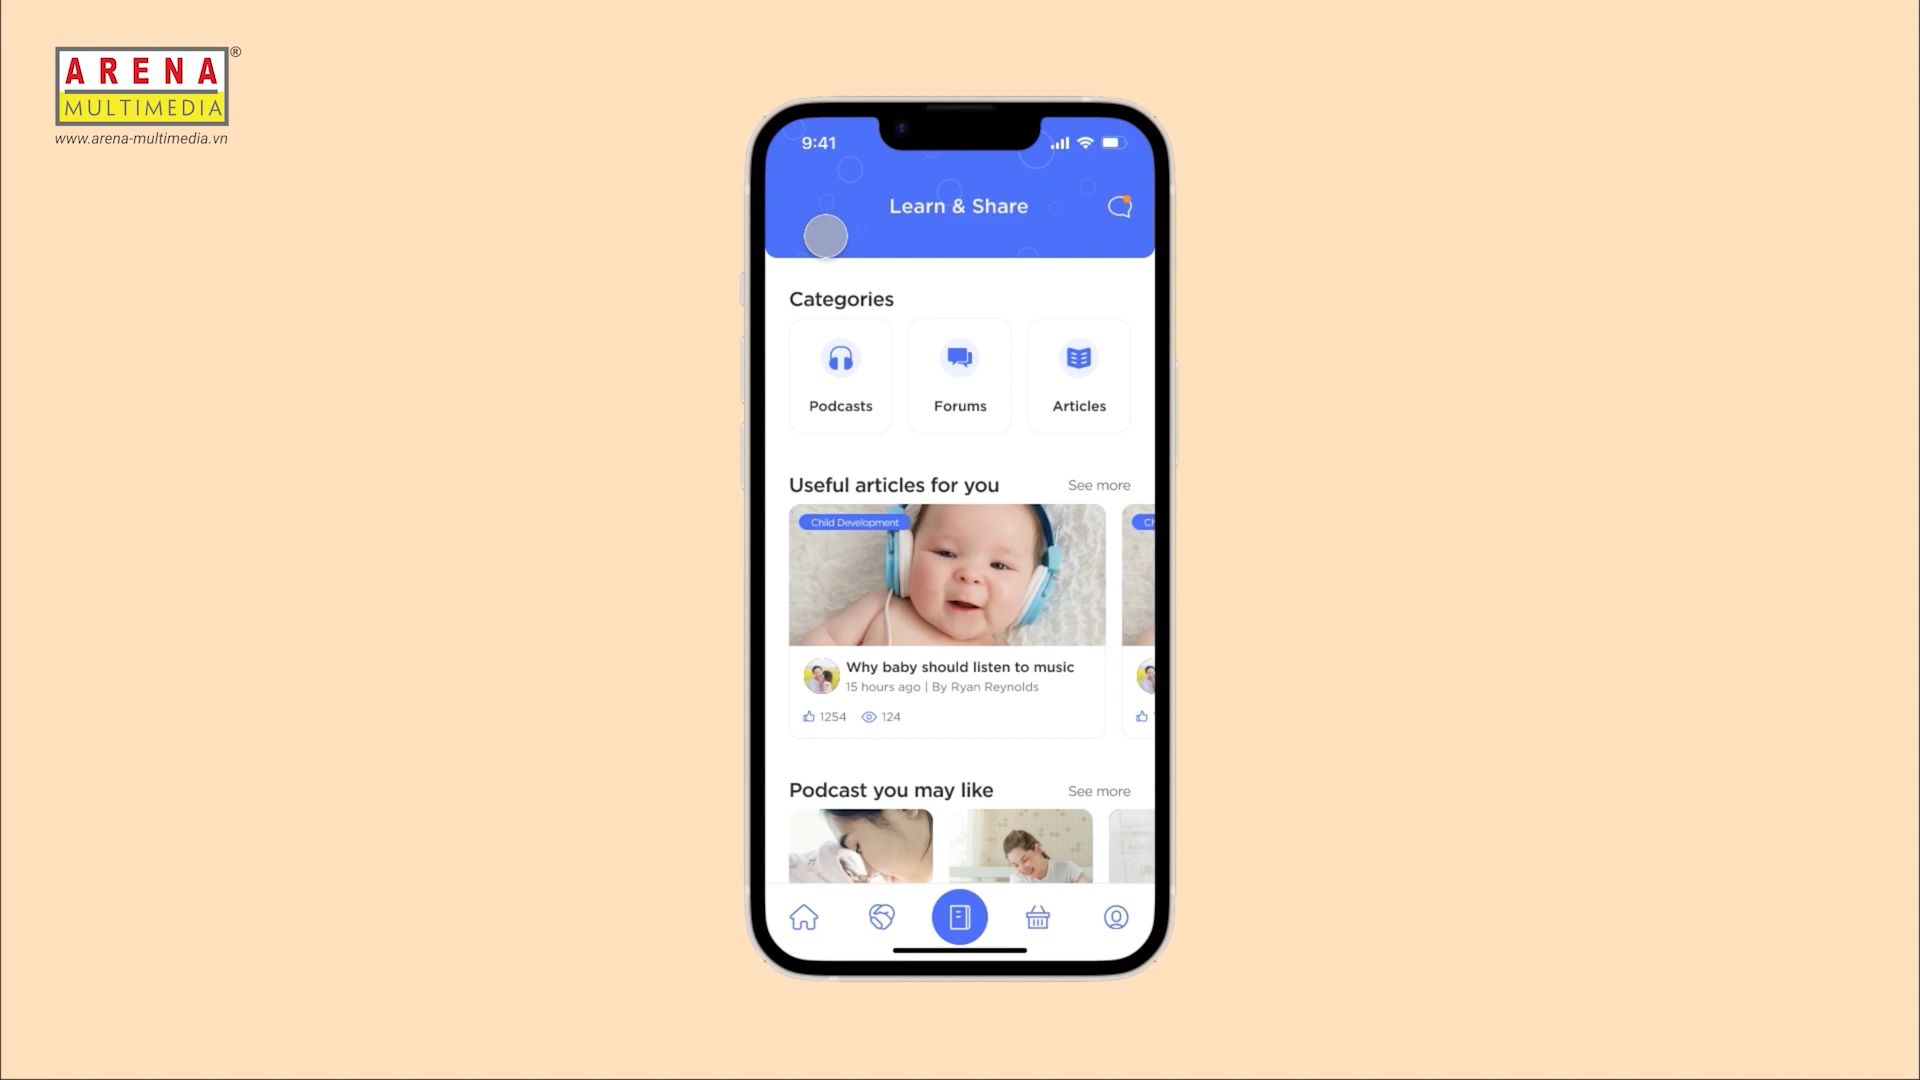 ARENA ®
MULTIMEDIA
www.arena-multimedia.vn
9:41
Learn & Share
Categories
Podcasts
Forums
Articles
Useful articles for you
See more
Child Development
Ch
Why baby should listen to music
15 hours ago | By Ryan Reynolds
1254
124
Podcast you may like
See more